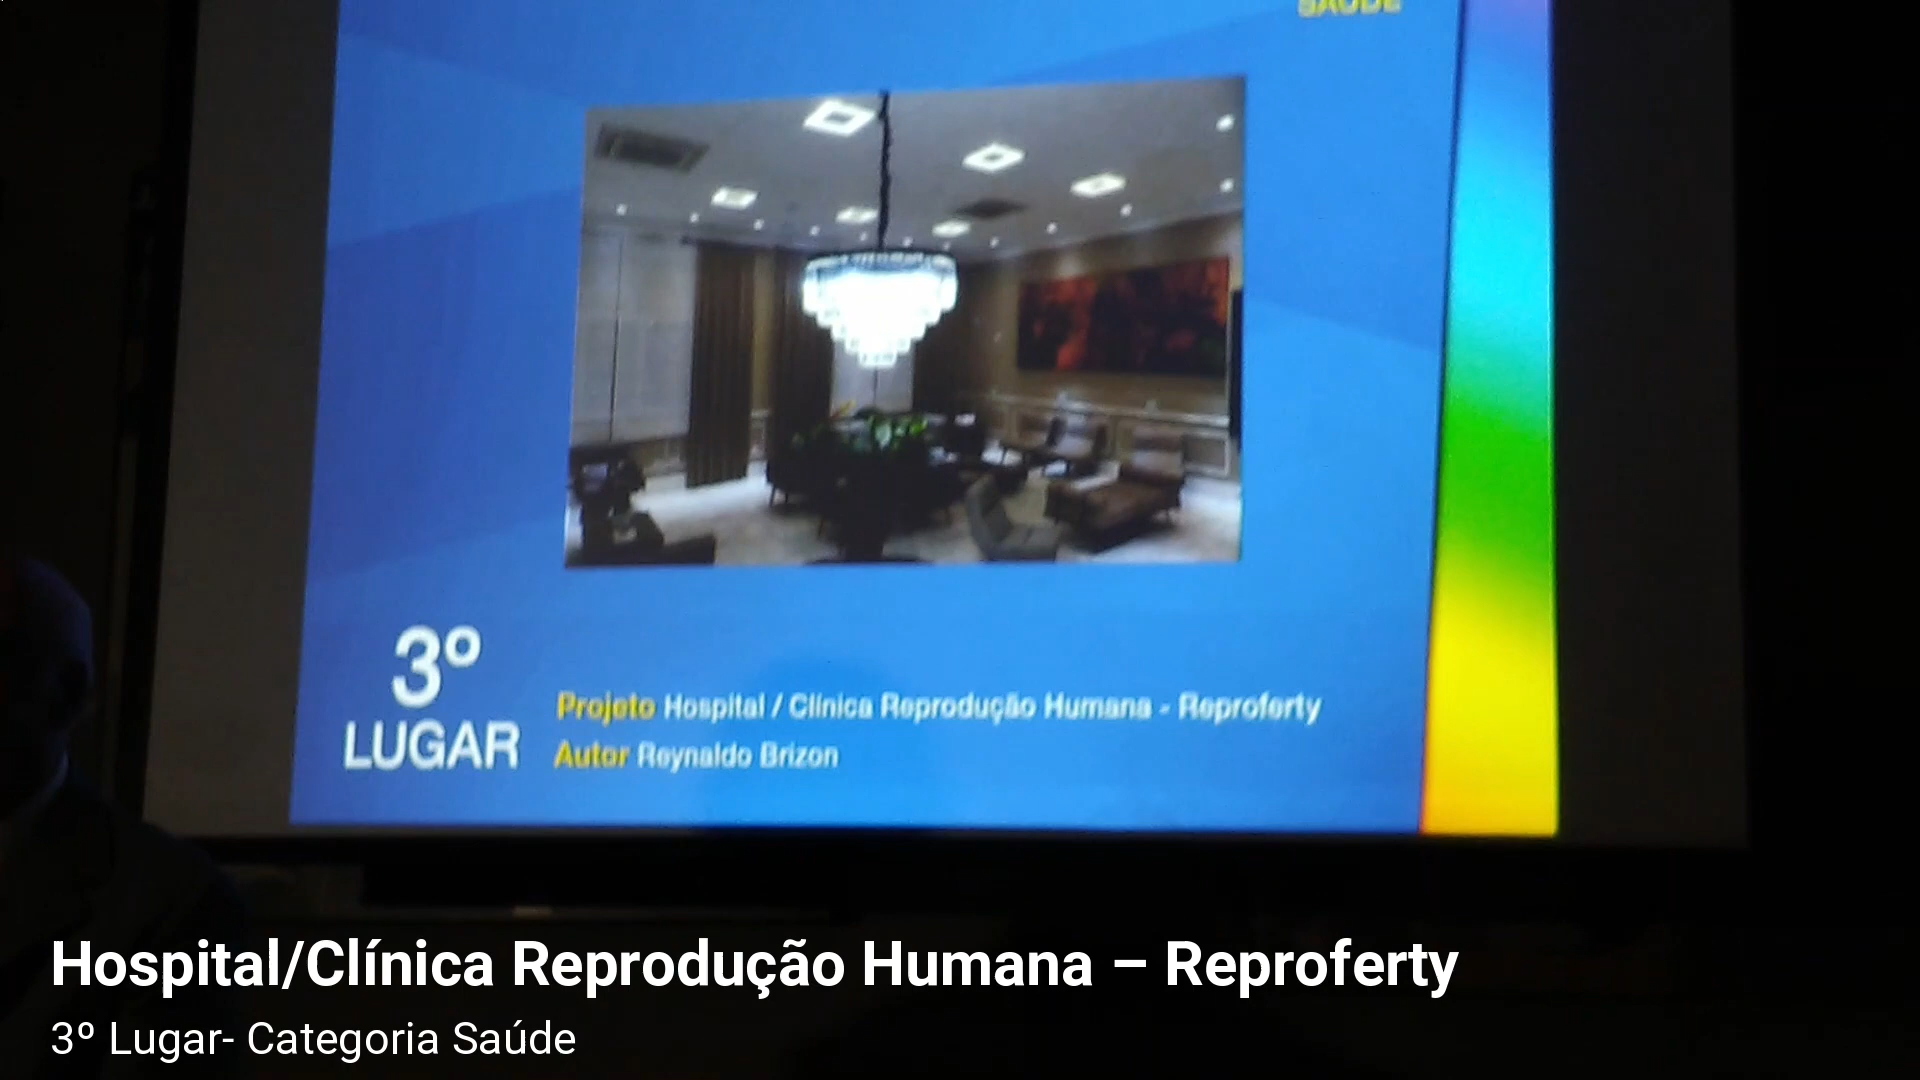 SAÚDE
3º
LUGAR
Projeto Hospital / Clínica Reprodução Humana - Reproferty
Autor Reynaldo Brizon
Hospital/Clínica Reprodução Humana – Reproferty
3º Lugar- Categoria Saúde